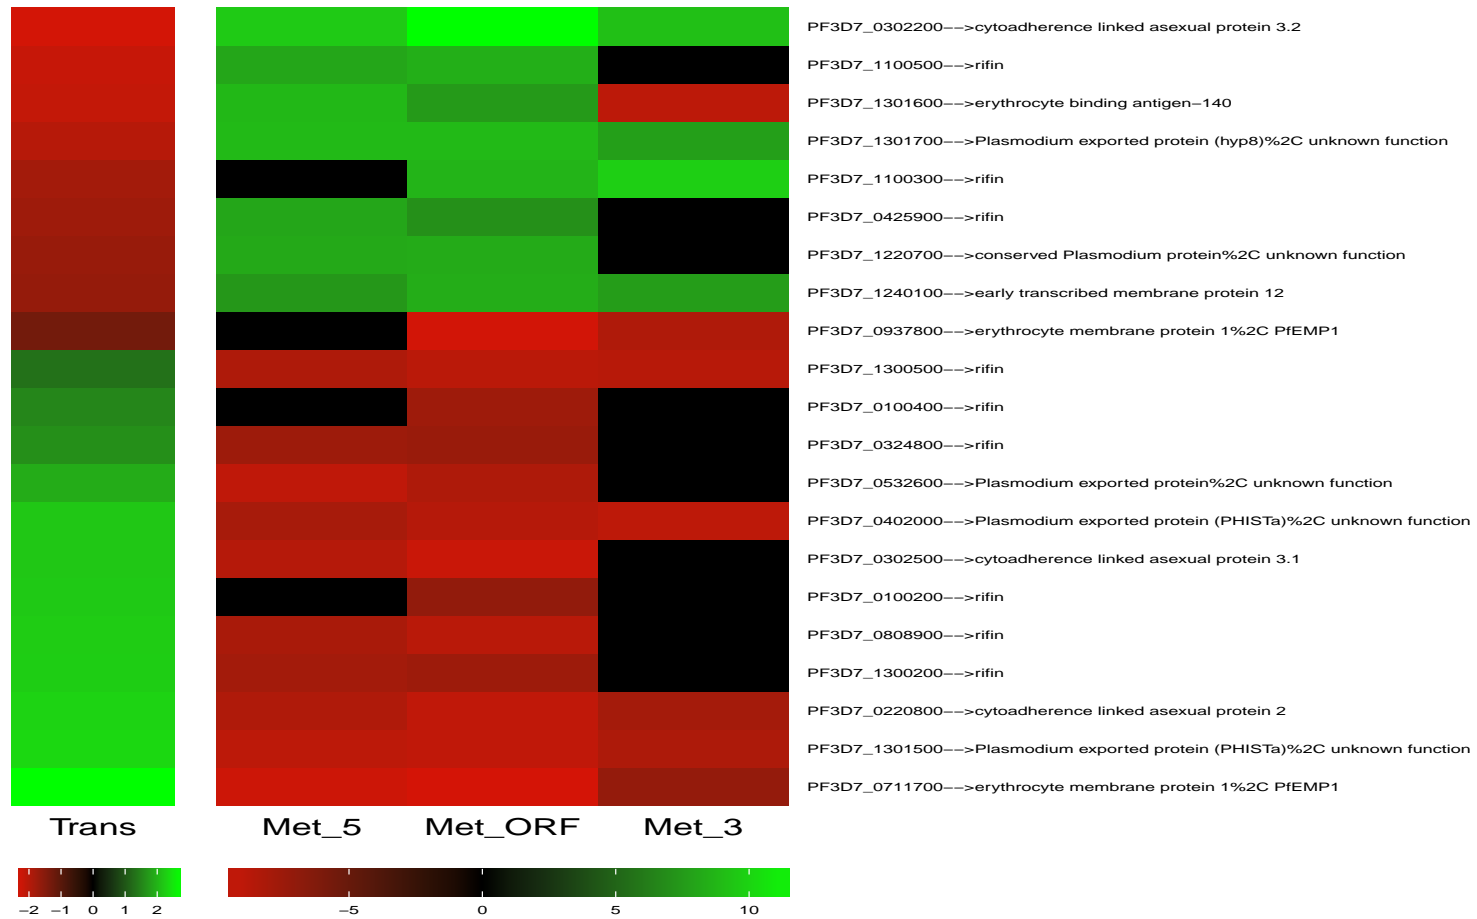 PF3D7_0302200−−>cytoadherence linked asexual protein 3.2
PF3D7_1100500−−>rifin
PF3D7_1301600−−>erythrocyte binding antigen−140
PF3D7_1301700−−>Plasmodium exported protein (hyp8)%2C unknown function
PF3D7_1100300−−>rifin
PF3D7_0425900−−>rifin
PF3D7_1220700−−>conserved Plasmodium protein%2C unknown function
PF3D7_1240100−−>early transcribed membrane protein 12
PF3D7_0937800−−>erythrocyte membrane protein 1%2C PfEMP1
PF3D7_1300500−−>rifin
PF3D7_0100400−−>rifin
PF3D7_0324800−−>rifin
PF3D7_0532600−−>Plasmodium exported protein%2C unknown function
PF3D7_0402000−−>Plasmodium exported protein (PHISTa)%2C unknown function
PF3D7_0302500−−>cytoadherence linked asexual protein 3.1
PF3D7_0100200−−>rifin
PF3D7_0808900−−>rifin
PF3D7_1300200−−>rifin
PF3D7_0220800−−>cytoadherence linked asexual protein 2
PF3D7_1301500−−>Plasmodium exported protein (PHISTa)%2C unknown function
PF3D7_0711700−−>erythrocyte membrane protein 1%2C PfEMP1
Trans Met_5 Met_ORF Met_3
−2 −1 0 1 2 −5 0 5 10